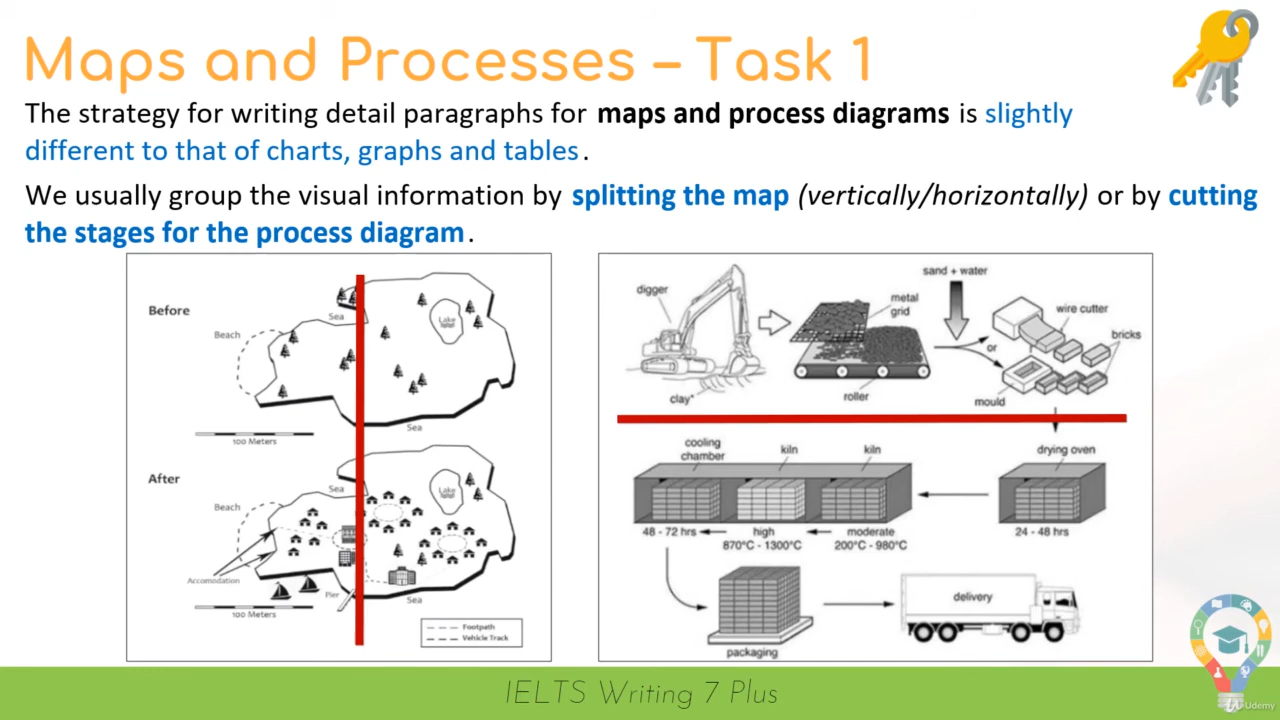 Maps and Processes – Task 1
The strategy for writing detail paragraphs for maps and process diagrams is slightly
different to that of charts, graphs and tables.
We usually group the visual information by splitting the map (vertically/horizontally) or by cutting
the stages for the process diagram.
Before
Sea
Beach
Lake
100 Meters
Sea
After
Sea
Beach
Lake
Accomodation
Pier
Sea
100 Meters
Footpath
Vehicle Track
digger
clay*
metal
grid
roller
sand + water
wire cutter
or
bricks
mould
cooling
chamber
kiln
kiln
drying oven
48 - 72 hrs
high
870°C - 1300°C
moderate
200°C - 980°C
24 - 48 hrs
packaging
delivery
IELTS Writing 7 Plus
Udemy